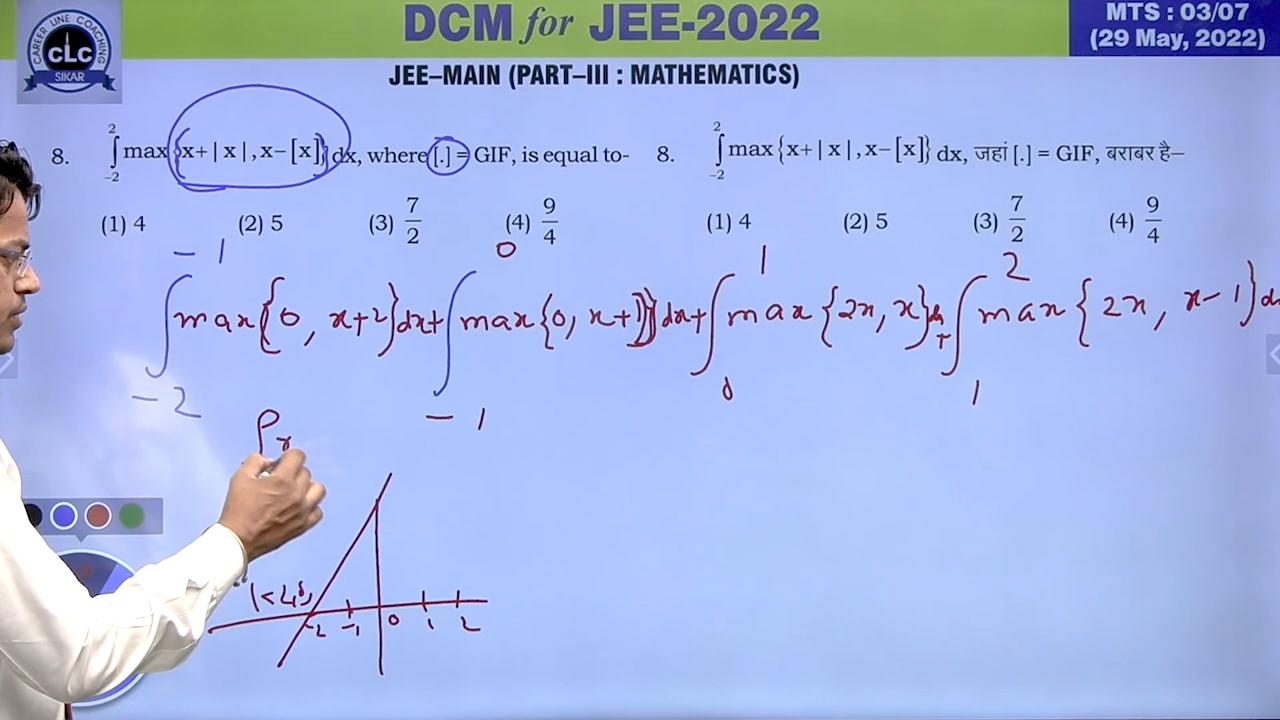 CAREER LINE COACHING
CLC
SIKAR
DCM for JEE-2022
MTS : 03/07
(29 May, 2022)
JEE–MAIN (PART–III : MATHEMATICS)
8. ∫_{-2}^{2} max {x+|x|, x-[x]} dx, where [.] = GIF, is equal to-
(1) 4 (2) 5 (3) 7/2 (4) 9/4
8. ∫_{-2}^{2} max {x+|x|, x-[x]} dx, जहां [.] = GIF, बराबर है–
(1) 4 (2) 5 (3) 7/2 (4) 9/4
∫_{-2}^{-1} max{0, x+2}dx + ∫_{-1}^{0} max{0, x+1}dx + ∫_{0}^{1} max{2x, x}dx + ∫_{1}^{2} max{2x, x-1}dx
-2 -1 0 1 2